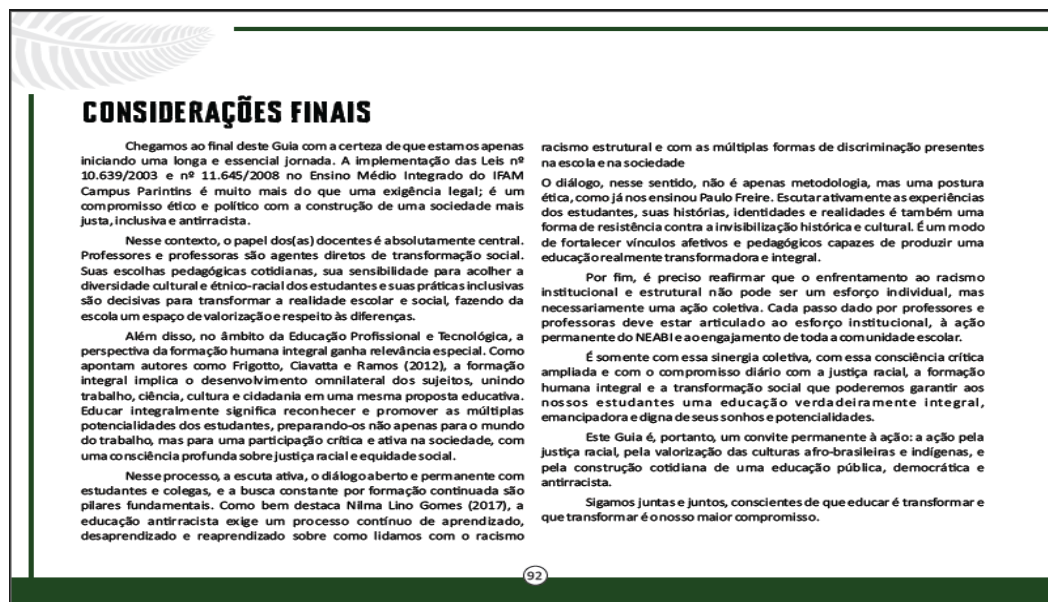 CONSIDERAÇÕES FINAIS
Chegamos ao final deste Guia com a certeza de que estamos apenas
iniciando uma longa e essencial jornada. A implementação das Leis nº
10.639/2003 e nº 11.645/2008 no Ensino Médio Integrado do IFAM
Campus Parintins é muito mais do que uma exigência legal; é um
compromisso ético e político com a construção de uma sociedade mais
justa, inclusiva e antirracista.
Nesse contexto, o papel dos(as) docentes é absolutamente central.
Professores e professoras são agentes diretos de transformação social.
Suas escolhas pedagógicas cotidianas, sua sensibilidade para acolher a
diversidade cultural e étnico-racial dos estudantes e suas práticas inclusivas
são decisivas para transformar a realidade escolar e social, fazendo da
escola um espaço de valorização e respeito às diferenças.
Além disso, no âmbito da Educação Profissional e Tecnológica, a
perspectiva da formação humana integral ganha relevância especial. Como
apontam autores como Frigotto, Ciavatta e Ramos (2012), a formação
integral implica o desenvolvimento omnilateral dos sujeitos, unindo
trabalho, ciência, cultura e cidadania em uma mesma proposta educativa.
Educar integralmente significa reconhecer e promover as múltiplas
potencialidades dos estudantes, preparando-os não apenas para o mundo
do trabalho, mas para uma participação crítica e ativa na sociedade, com
uma consciência profunda sobre justiça racial e equidade social.
Nesse processo, a escuta ativa, o diálogo aberto e permanente com
estudantes e colegas, e a busca constante por formação continuada são
pilares fundamentais. Como bem destaca Nilma Lino Gomes (2017), a
educação antirracista exige um processo contínuo de aprendizado,
desaprendizado e reaprendizado sobre como lidamos com o racismo
racismo estrutural e com as múltiplas formas de discriminação presentes
na escola e na sociedade
O diálogo, nesse sentido, não é apenas metodologia, mas uma postura
ética, como já nos ensinou Paulo Freire. Escutar ativamente as experiências
dos estudantes, suas histórias, identidades e realidades é também uma
forma de resistência contra a invisibilização histórica e cultural. É um modo
de fortalecer vínculos afetivos e pedagógicos capazes de produzir uma
educação realmente transformadora e integral.
Por fim, é preciso reafirmar que o enfrentamento ao racismo
institucional e estrutural não pode ser um esforço individual, mas
necessariamente uma ação coletiva. Cada passo dado por professores e
professoras deve estar articulado ao esforço institucional, à ação
permanente do NEABI e ao engajamento de toda a comunidade escolar.
É somente com essa sinergia coletiva, com essa consciência crítica
ampliada e com o compromisso diário com a justiça racial, a formação
humana integral e a transformação social que poderemos garantir aos
nossos estudantes uma educação verdadeiramente integral,
emancipadora e digna de seus sonhos e potencialidades.
Este Guia é, portanto, um convite permanente à ação: a ação pela
justiça racial, pela valorização das culturas afro-brasileiras e indígenas, e
pela construção cotidiana de uma educação pública, democrática e
antirracista.
Sigamos juntas e juntos, conscientes de que educar é transformar e
que transformar é o nosso maior compromisso.
92